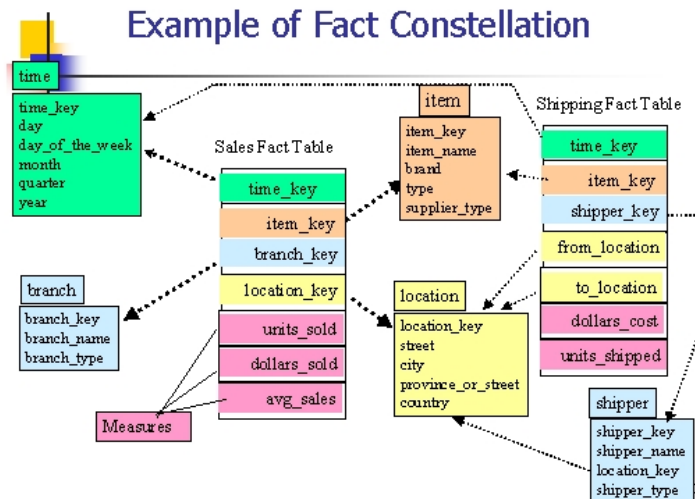 Example of Fact Constellation
time
time_key
day
day_of_the_week
month
quarter
year
Sales Fact Table
time_key
item_key
branch_key
location_key
units_sold
dollars_sold
avg_sales
Measures
branch
branch_key
branch_name
branch_type
item
item_key
item_name
brand
type
supplier_type
location
location_key
street
city
province_or_street
country
Shipping Fact Table
time_key
item_key
shipper_key
from_location
to_location
dollars_cost
units_shipped
shipper
shipper_key
shipper_name
location_key
shipper_type